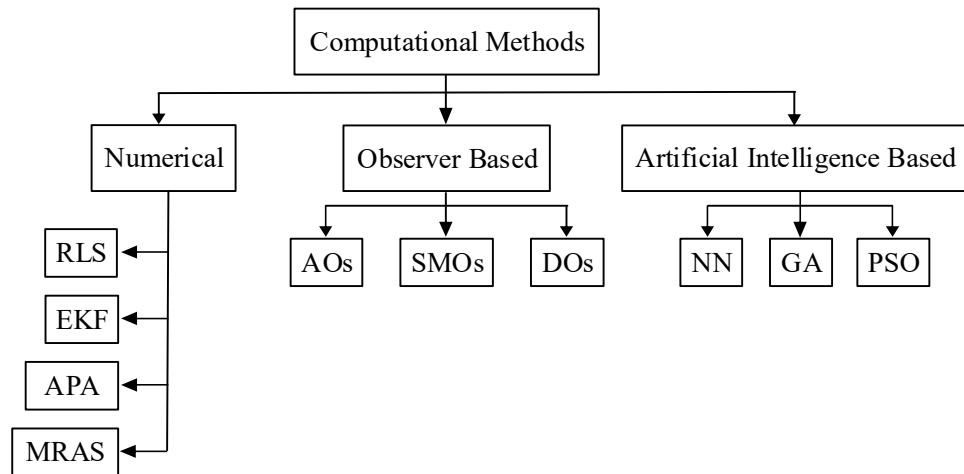 Computational Methods
Numerical
Observer Based
Artificial Intelligence Based
RLS
EKF
APA
MRAS
AOs
SMOs
DOs
NN
GA
PSO